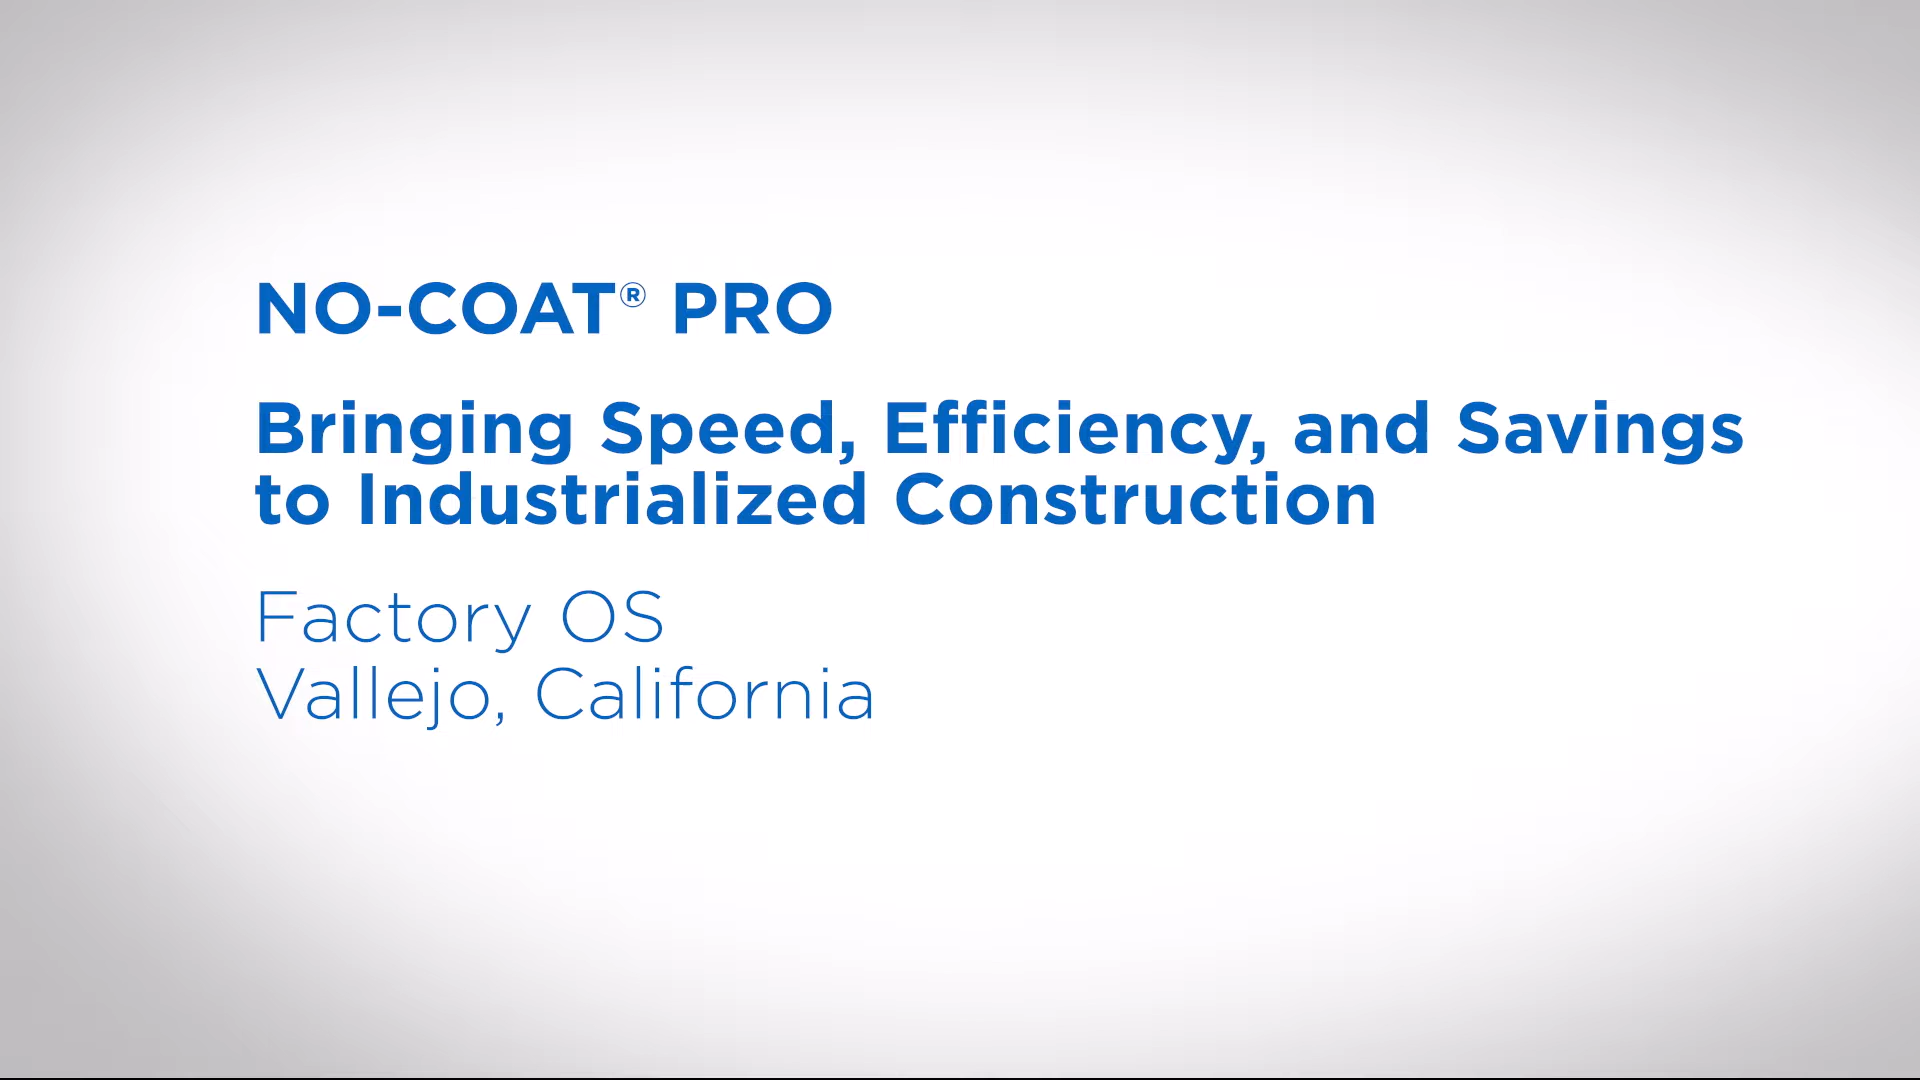 NO-COAT® PRO
Bringing Speed, Efficiency, and Savings
to Industrialized Construction
Factory OS
Vallejo, California